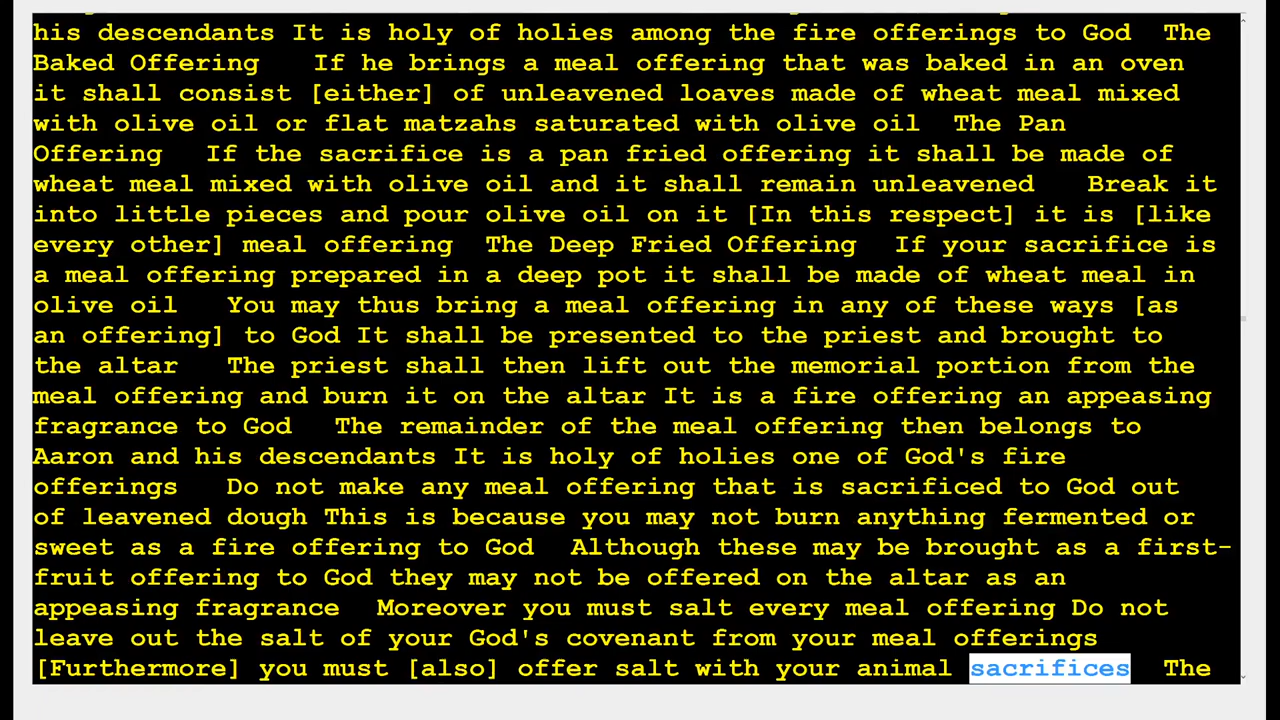 his descendants It is holy of holies among the fire offerings to God The
Baked Offering If he brings a meal offering that was baked in an oven
it shall consist [either] of unleavened loaves made of wheat meal mixed
with olive oil or flat matzahs saturated with olive oil The Pan
Offering If the sacrifice is a pan fried offering it shall be made of
wheat meal mixed with olive oil and it shall remain unleavened Break it
into little pieces and pour olive oil on it [In this respect] it is [like
every other] meal offering The Deep Fried Offering If your sacrifice is
a meal offering prepared in a deep pot it shall be made of wheat meal in
olive oil You may thus bring a meal offering in any of these ways [as
an offering] to God It shall be presented to the priest and brought to
the altar The priest shall then lift out the memorial portion from the
meal offering and burn it on the altar It is a fire offering an appeasing
fragrance to God The remainder of the meal offering then belongs to
Aaron and his descendants It is holy of holies one of God's fire
offerings Do not make any meal offering that is sacrificed to God out
of leavened dough This is because you may not burn anything fermented or
sweet as a fire offering to God Although these may be brought as a first-
fruit offering to God they may not be offered on the altar as an
appeasing fragrance Moreover you must salt every meal offering Do not
leave out the salt of your God's covenant from your meal offerings
[Furthermore] you must [also] offer salt with your animal sacrifices The